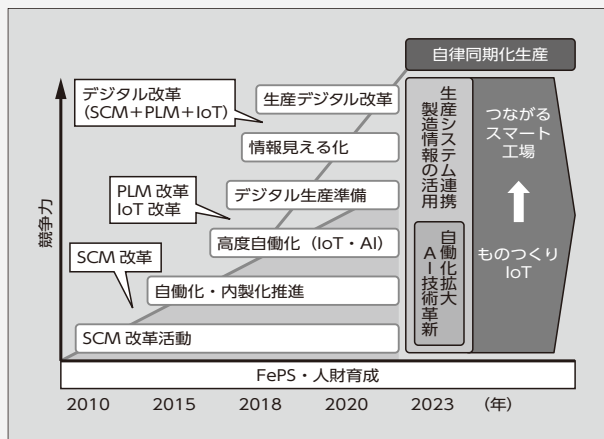 自律同期化生産
デジタル改革
(SCM+PLM+IoT)
生産デジタル改革
情報見える化
PLM 改革
IoT 改革
デジタル生産準備
高度自動化（IoT・AI）
SCM 改革
自動化・内製化推進
SCM 改革活動
競争力
生産システム連携
製造情報の活用
自動化拡大
AI技術革新
つながる
スマート
工場
ものつくり
IoT
FePS・人財育成
2010 2015 2018 2020 2023 (年)